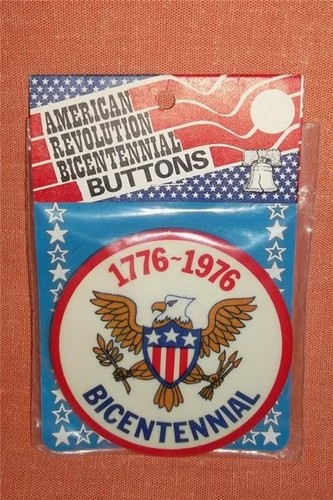 AMERICAN
REVOLUTION
BICENTENNIAL
BUTTONS
1776~1976
BICENTENNIAL